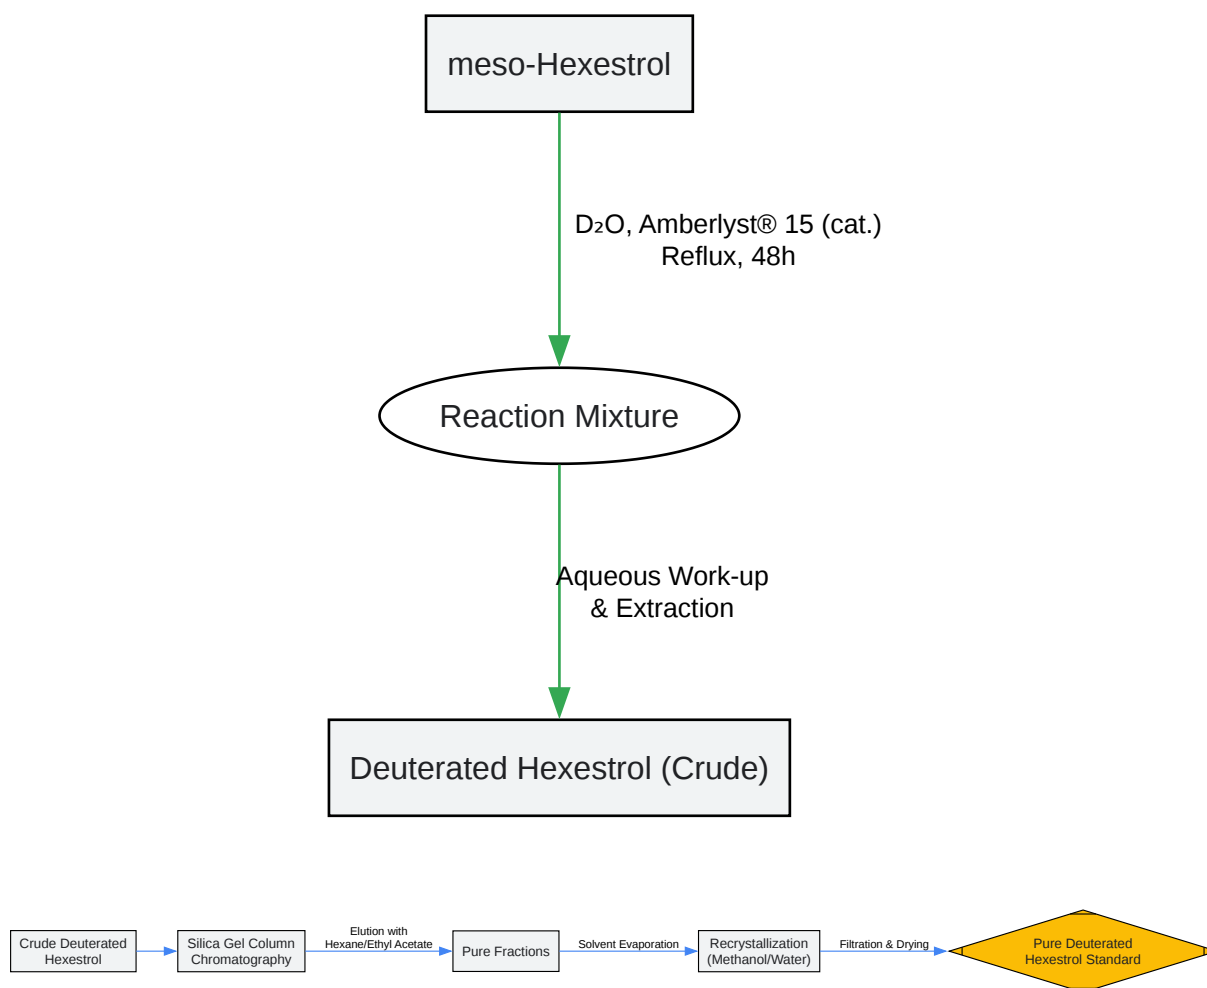 meso-Hexestrol
D₂O, Amberlyst® 15 (cat.)
Reflux, 48h
Reaction Mixture
Aqueous Work-up
& Extraction
Deuterated Hexestrol (Crude)
Crude Deuterated
Hexestrol
Silica Gel Column
Chromatography
Elution with
Hexane/Ethyl Acetate
Pure Fractions
Solvent Evaporation
Recrystallization
(Methanol/Water)
Filtration & Drying
Pure Deuterated
Hexestrol Standard